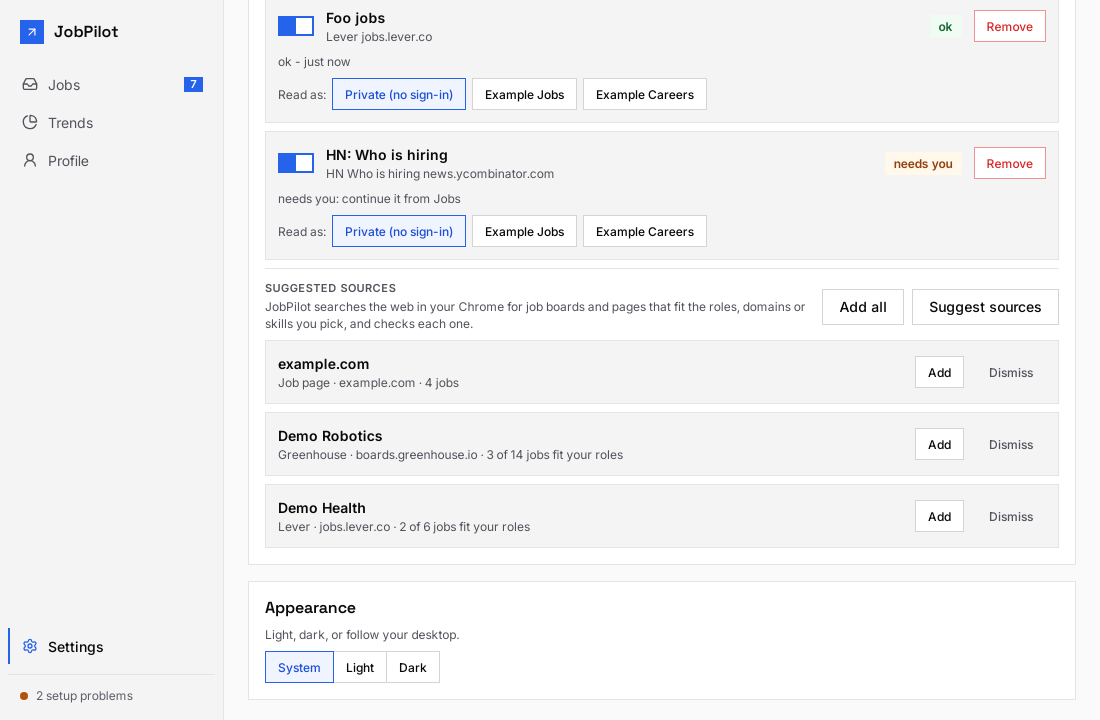 JobPilot
Jobs 7
Trends
Profile
Settings
2 setup problems
Foo jobs
Lever jobs.lever.co
ok
Remove
ok - just now
Read as: Private (no sign-in) Example Jobs Example Careers
HN: Who is hiring
HN Who is hiring news.ycombinator.com
needs you
Remove
needs you: continue it from Jobs
Read as: Private (no sign-in) Example Jobs Example Careers
SUGGESTED SOURCES
JobPilot searches the web in your Chrome for job boards and pages that fit the roles, domains or
skills you pick, and checks each one.
Add all Suggest sources
example.com
Job page · example.com · 4 jobs
Add Dismiss
Demo Robotics
Greenhouse · boards.greenhouse.io · 3 of 14 jobs fit your roles
Add Dismiss
Demo Health
Lever · jobs.lever.co · 2 of 6 jobs fit your roles
Add Dismiss
Appearance
Light, dark, or follow your desktop.
System Light Dark